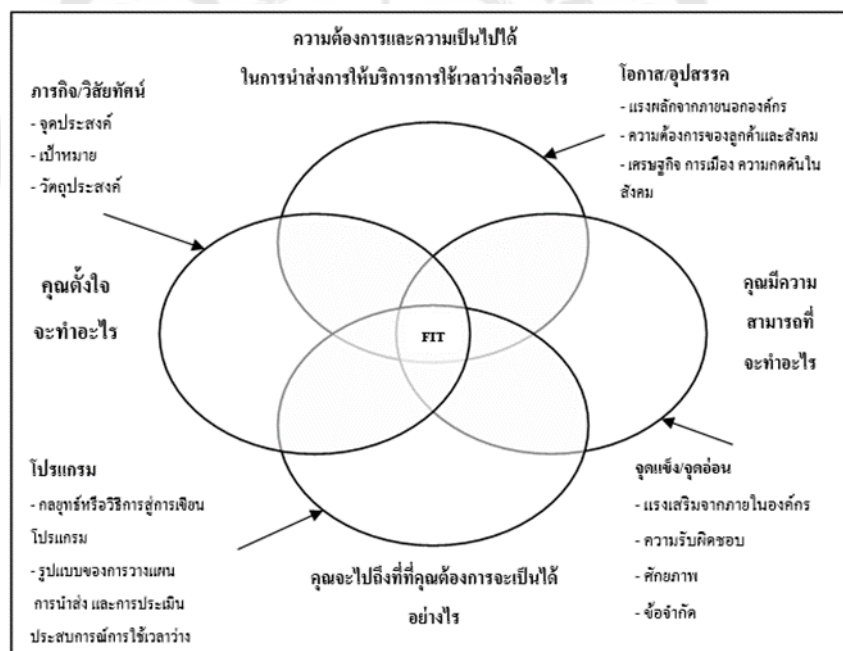 ความต้องการและความเป็นไปได้
ในการนำส่งการให้บริการการใช้เวลาว่างคืออะไร
ภารกิจ/วิสัยทัศน์
- จุดประสงค์
- เป้าหมาย
- วัตถุประสงค์
โอกาส/อุปสรรค
- แรงผลักจากภายนอกองค์กร
- ความต้องการของลูกค้าและสังคม
- เศรษฐกิจ การเมือง ความกดดันใน
สังคม
คุณตั้งใจ
จะทำอะไร
FIT
คุณมีความ
สามารถที่
จะทำอะไร
โปรแกรม
- กลยุทธ์หรือวิธีการสู่การเขียน
โปรแกรม
- รูปแบบของการวางแผน
การนำส่ง และการประเมิน
ประสบการณ์การใช้เวลาว่าง
คุณจะไปถึงที่ที่คุณต้องการจะเป็นได้
อย่างไร
จุดแข็ง/จุดอ่อน
- แรงเสริมจากภายในองค์กร
- ความรับผิดชอบ
- ศักยภาพ
- ข้อจำกัด